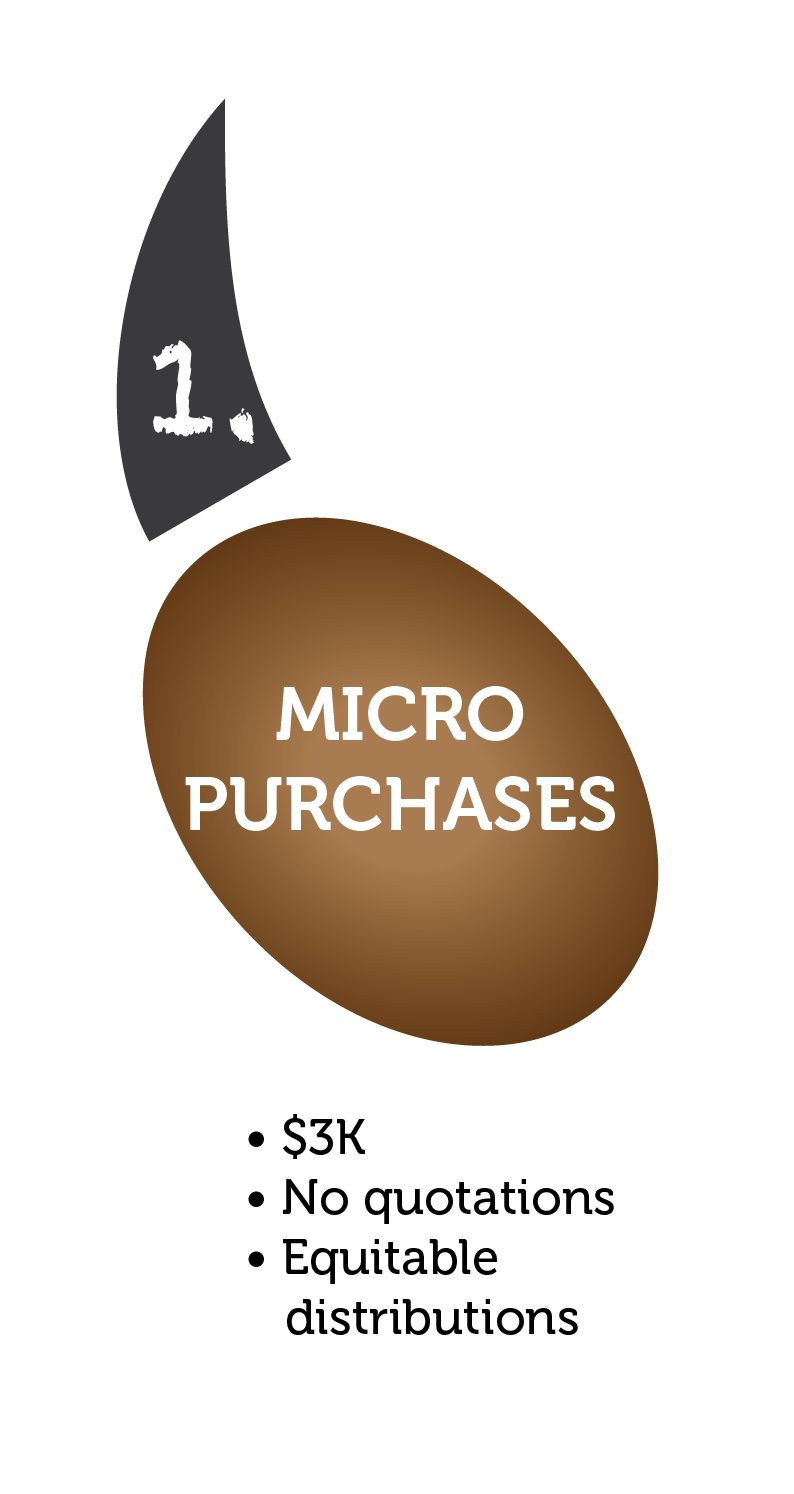 1.
MICRO
PURCHASES
• $3K
• No quotations
• Equitable
distributions